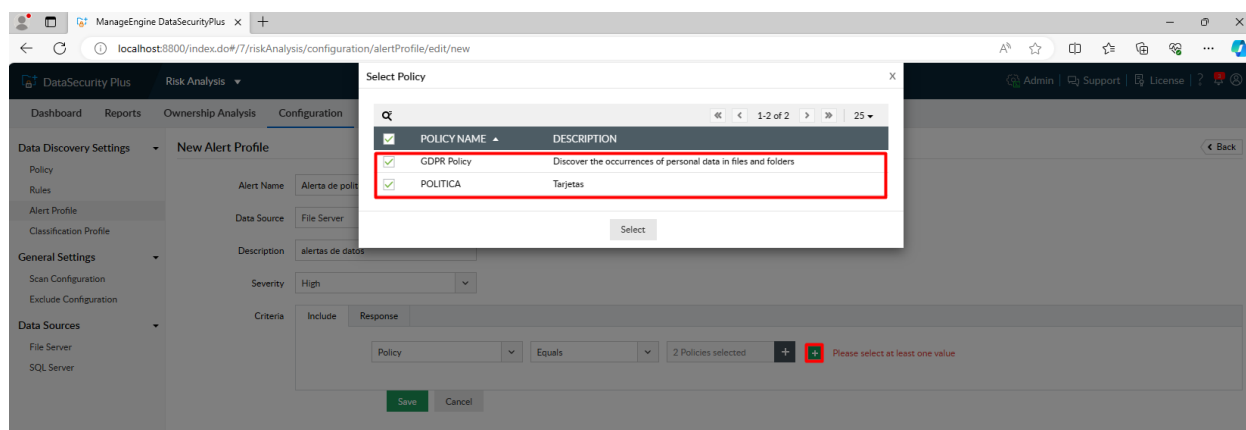 ManageEngine DataSecurityPlus
localhost:8800/index.do#/7/riskAnalysis/configuration/alertProfile/edit/new
DataSecurity Plus Risk Analysis Admin | Support | License | ?
Select Policy X
Dashboard Reports Ownership Analysis Configuration
1-2 of 2 25
POLICY NAME DESCRIPTION
GDPR Policy Discover the occurrences of personal data in files and folders
POLITICA Tarjetas
Select
Data Discovery Settings
Policy
Rules
Alert Profile
Classification Profile
General Settings
Scan Configuration
Exclude Configuration
Data Sources
File Server
SQL Server
New Alert Profile Back
Alert Name Alerta de polit
Data Source File Server
Description alertas de datos
Severity High
Criteria Include Response
Policy Equals 2 Policies selected + + Please select at least one value
Save Cancel